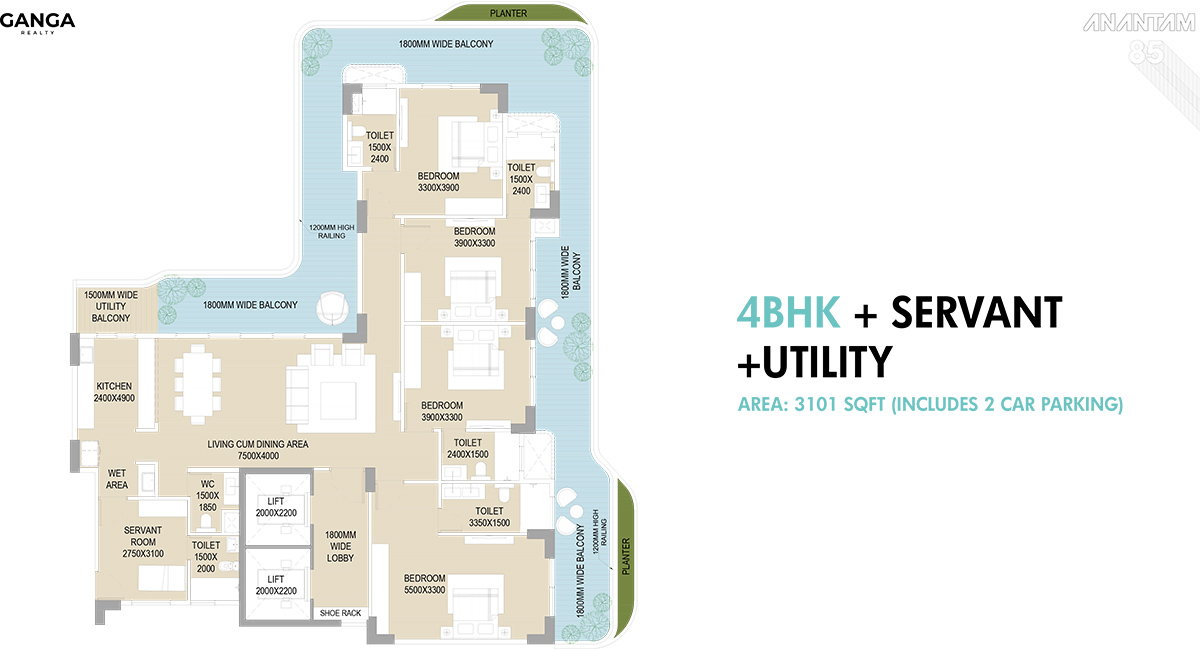 GANGA
REALTY
PLANTER
ANANTAM
85
1800MM WIDE BALCONY
TOILET
1500X
2400
BEDROOM
3300X3900
TOILET
1500X
2400
1200MM HIGH
RAILING
BEDROOM
3900X3300
1800MM WIDE
BALCONY
1500MM WIDE
UTILITY
BALCONY
1800MM WIDE BALCONY
4BHK + SERVANT
+UTILITY
AREA: 3101 SQFT (INCLUDES 2 CAR PARKING)
KITCHEN
2400X4900
BEDROOM
3900X3300
LIVING CUM DINING AREA
7500X4000
TOILET
2400X1500
WET
AREA
WC
1500X
1850
LIFT
2000X2200
TOILET
3350X1500
SERVANT
ROOM
2750X3100
TOILET
1500X
2000
1800MM
WIDE
LOBBY
LIFT
2000X2200
BEDROOM
5500X3300
1800MM WIDE BALCONY
1200MM HIGH
RAILING
PLANTER
SHOE RACK